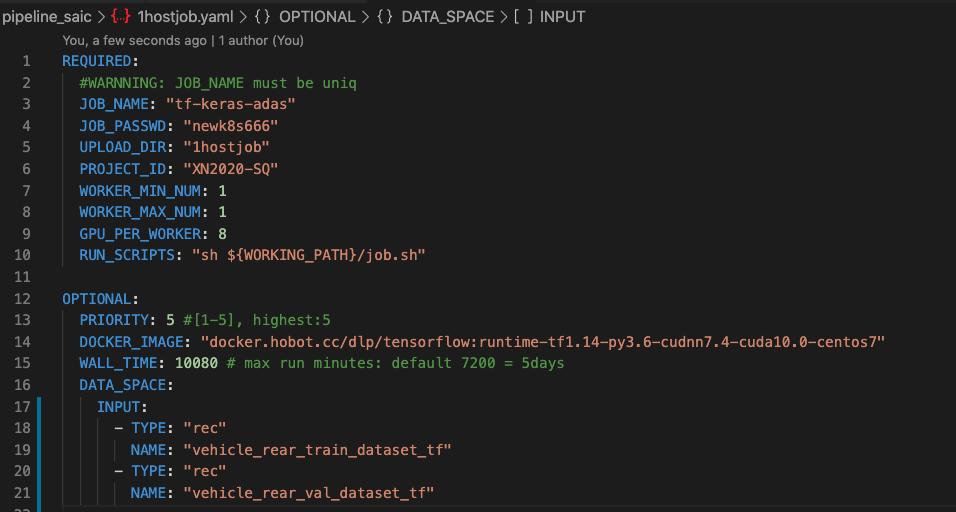 pipeline_saic > {..} 1hostjob.yaml > {} OPTIONAL > {} DATA_SPACE > [ ] INPUT
You, a few seconds ago | 1 author (You)
1 REQUIRED:
2 #WARNNING: JOB_NAME must be uniq
3 JOB_NAME: "tf-keras-adas"
4 JOB_PASSWD: "newk8s666"
5 UPLOAD_DIR: "1hostjob"
6 PROJECT_ID: "XN2020-SQ"
7 WORKER_MIN_NUM: 1
8 WORKER_MAX_NUM: 1
9 GPU_PER_WORKER: 8
10 RUN_SCRIPTS: "sh ${WORKING_PATH}/job.sh"
11
12 OPTIONAL:
13 PRIORITY: 5 #[1-5], highest:5
14 DOCKER_IMAGE: "docker.hobot.cc/dlp/tensorflow:runtime-tf1.14-py3.6-cudnn7.4-cuda10.0-centos7"
15 WALL_TIME: 10080 # max run minutes: default 7200 = 5days
16 DATA_SPACE:
17 INPUT:
18 - TYPE: "rec"
19 NAME: "vehicle_rear_train_dataset_tf"
20 - TYPE: "rec"
21 NAME: "vehicle_rear_val_dataset_tf"